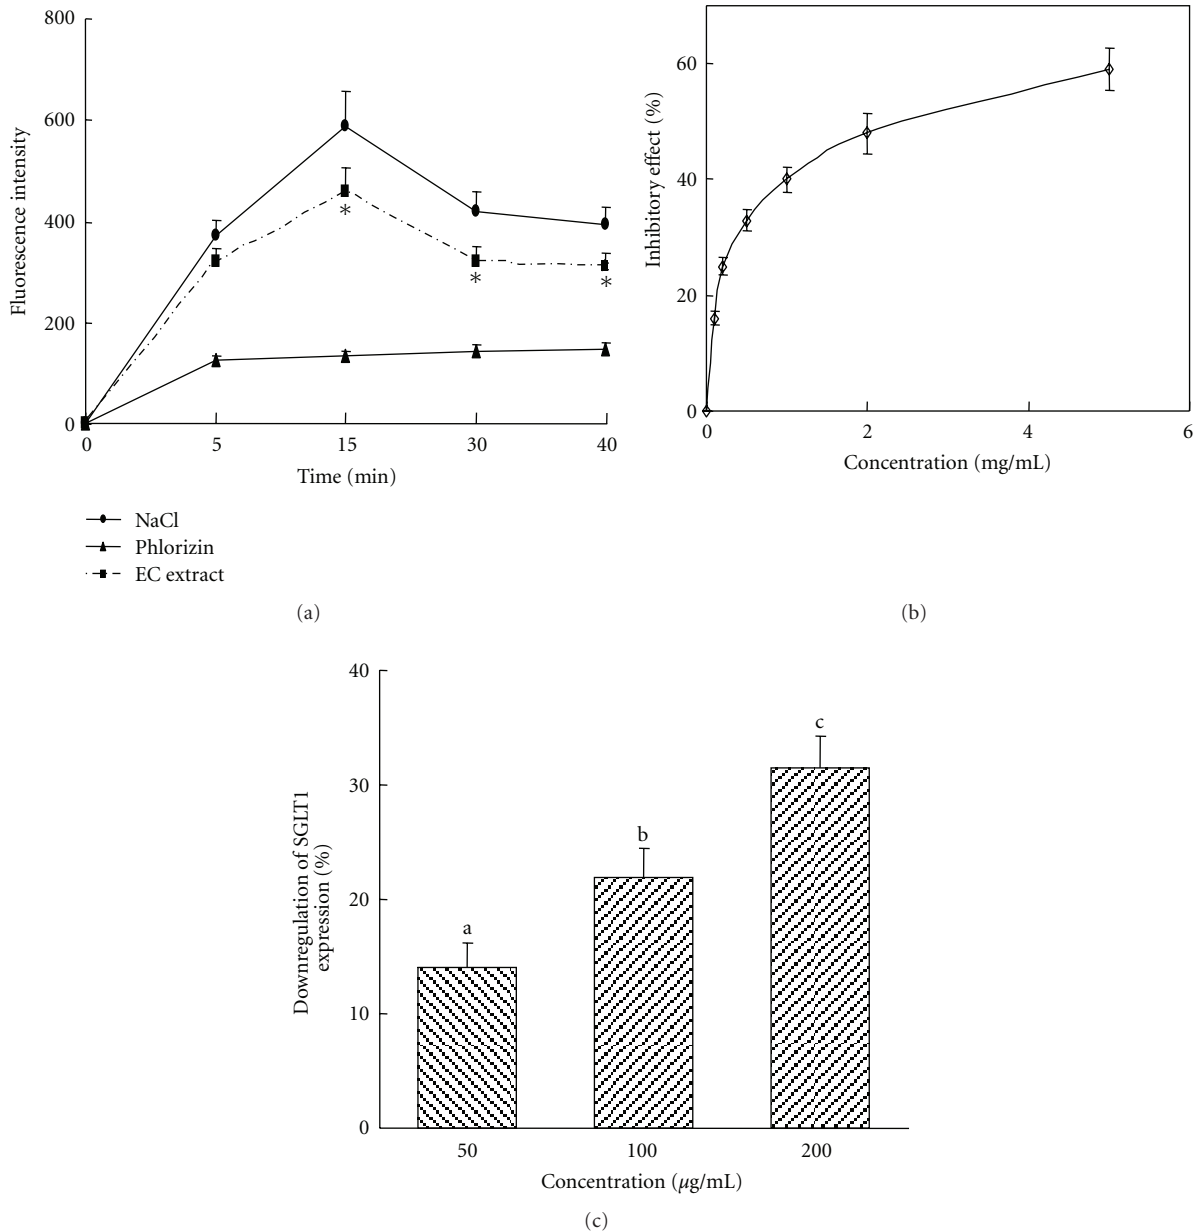 800
600
400
200
0
Fluorescence intensity
0 5 15 30 40
Time (min)
* * *
NaCl
Phlorizin
EC extract
(a)
60
40
20
0
Inhibitory effect (%)
0 2 4 6
Concentration (mg/mL)
(b)
40
30
20
10
0
Downregulation of SGLT1
expression (%)
a
b
c
50 100 200
Concentration (μg/mL)
(c)